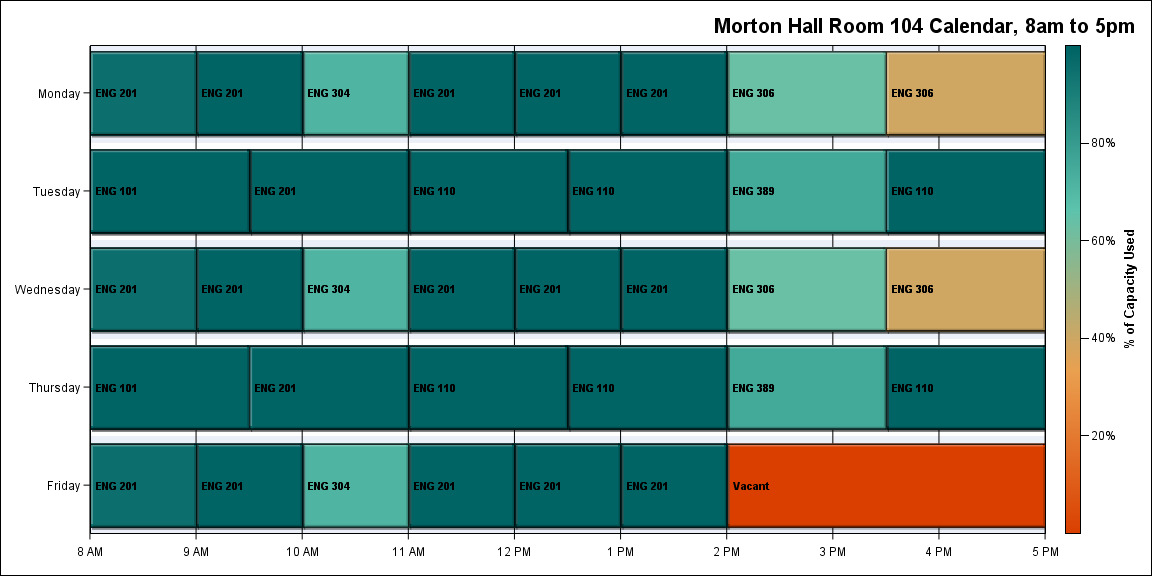 Morton Hall Room 104 Calendar, 8am to 5pm
Monday
ENG 201
ENG 201
ENG 304
ENG 201
ENG 201
ENG 201
ENG 306
ENG 306
Tuesday
ENG 101
ENG 201
ENG 110
ENG 110
ENG 389
ENG 110
Wednesday
ENG 201
ENG 201
ENG 304
ENG 201
ENG 201
ENG 201
ENG 306
ENG 306
Thursday
ENG 101
ENG 201
ENG 110
ENG 110
ENG 389
ENG 110
Friday
ENG 201
ENG 201
ENG 304
ENG 201
ENG 201
ENG 201
Vacant
8 AM
9 AM
10 AM
11 AM
12 PM
1 PM
2 PM
3 PM
4 PM
5 PM
80%
60%
40%
20%
% of Capacity Used